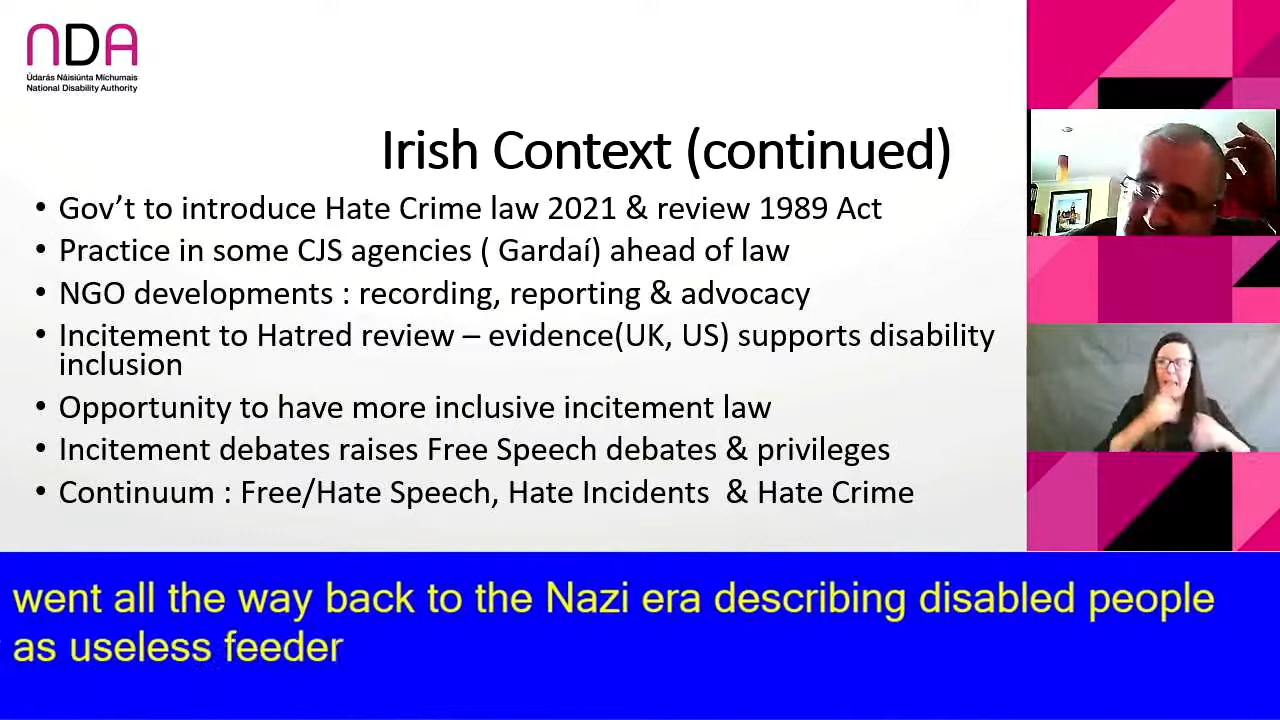 NDA
Údarás Náisiúnta Míchumais
National Disability Authority
Irish Context (continued)
• Gov’t to introduce Hate Crime law 2021 & review 1989 Act
• Practice in some CJS agencies ( Gardaí) ahead of law
• NGO developments : recording, reporting & advocacy
• Incitement to Hatred review – evidence(UK, US) supports disability
inclusion
• Opportunity to have more inclusive incitement law
• Incitement debates raises Free Speech debates & privileges
• Continuum : Free/Hate Speech, Hate Incidents & Hate Crime
went all the way back to the Nazi era describing disabled people
as useless feeder